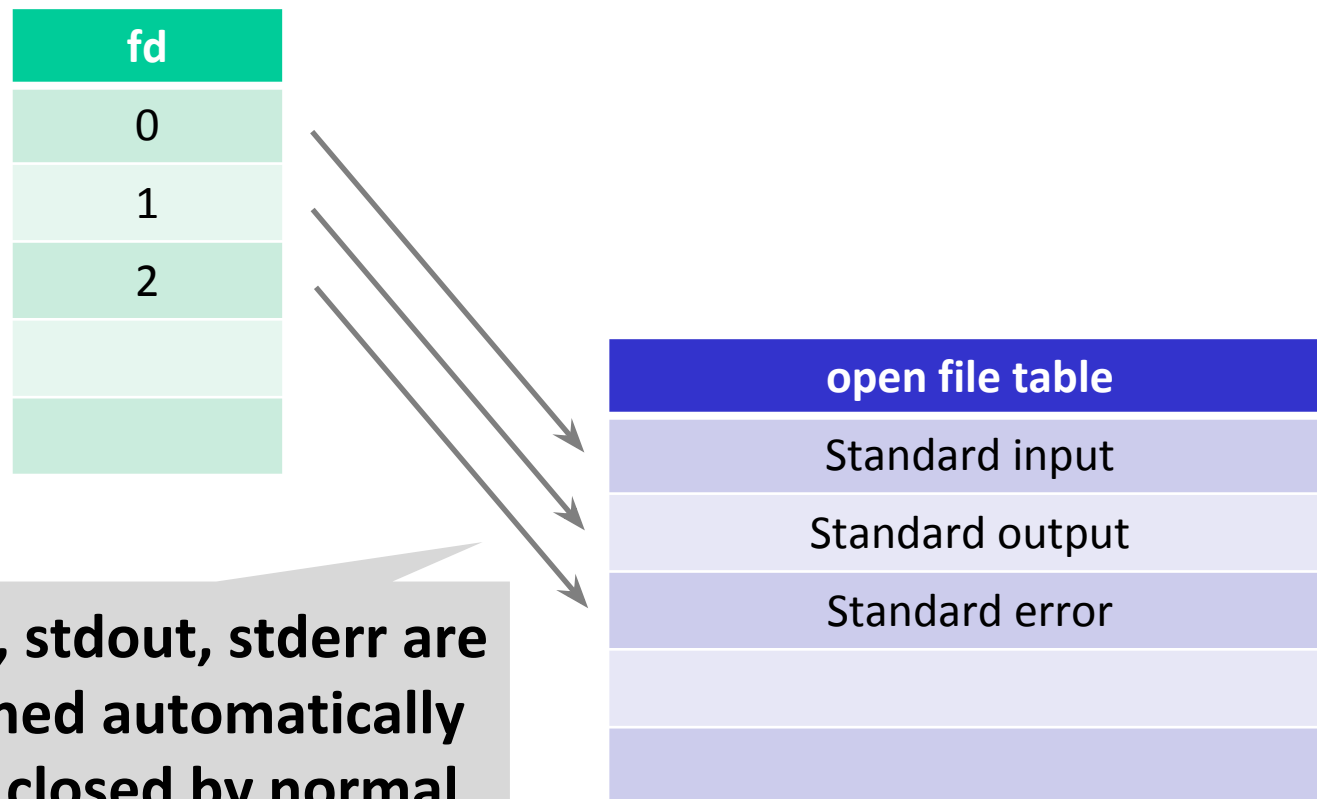 fd
0
1
2
open file table
Standard input
Standard output
Standard error
, stdout, stderr are
ned automatically
closed by normal